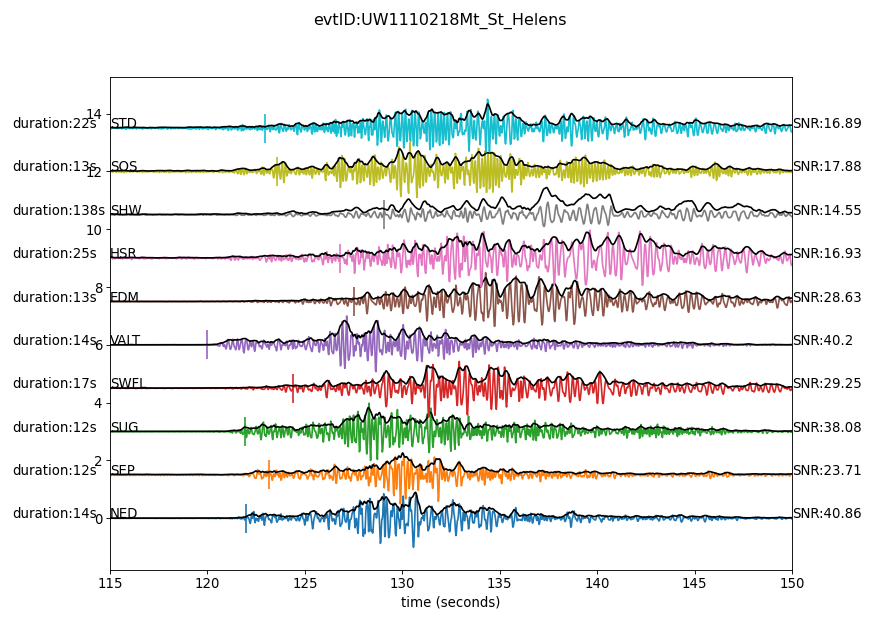 evtID:UW1110218Mt_St_Helens
14
duration:22s STD SNR:16.89
duration:13s SOS SNR:17.88
12
duration:138s SHW SNR:14.55
10
duration:25s HSR SNR:16.93
8
duration:13s EDM SNR:28.63
duration:14s VALT SNR:40.2
6
duration:17s SWFL SNR:29.25
4
duration:12s SUG SNR:38.08
2
duration:12s SEP SNR:23.71
duration:14s NED SNR:40.86
0
115 120 125 130 135 140 145 150
time (seconds)